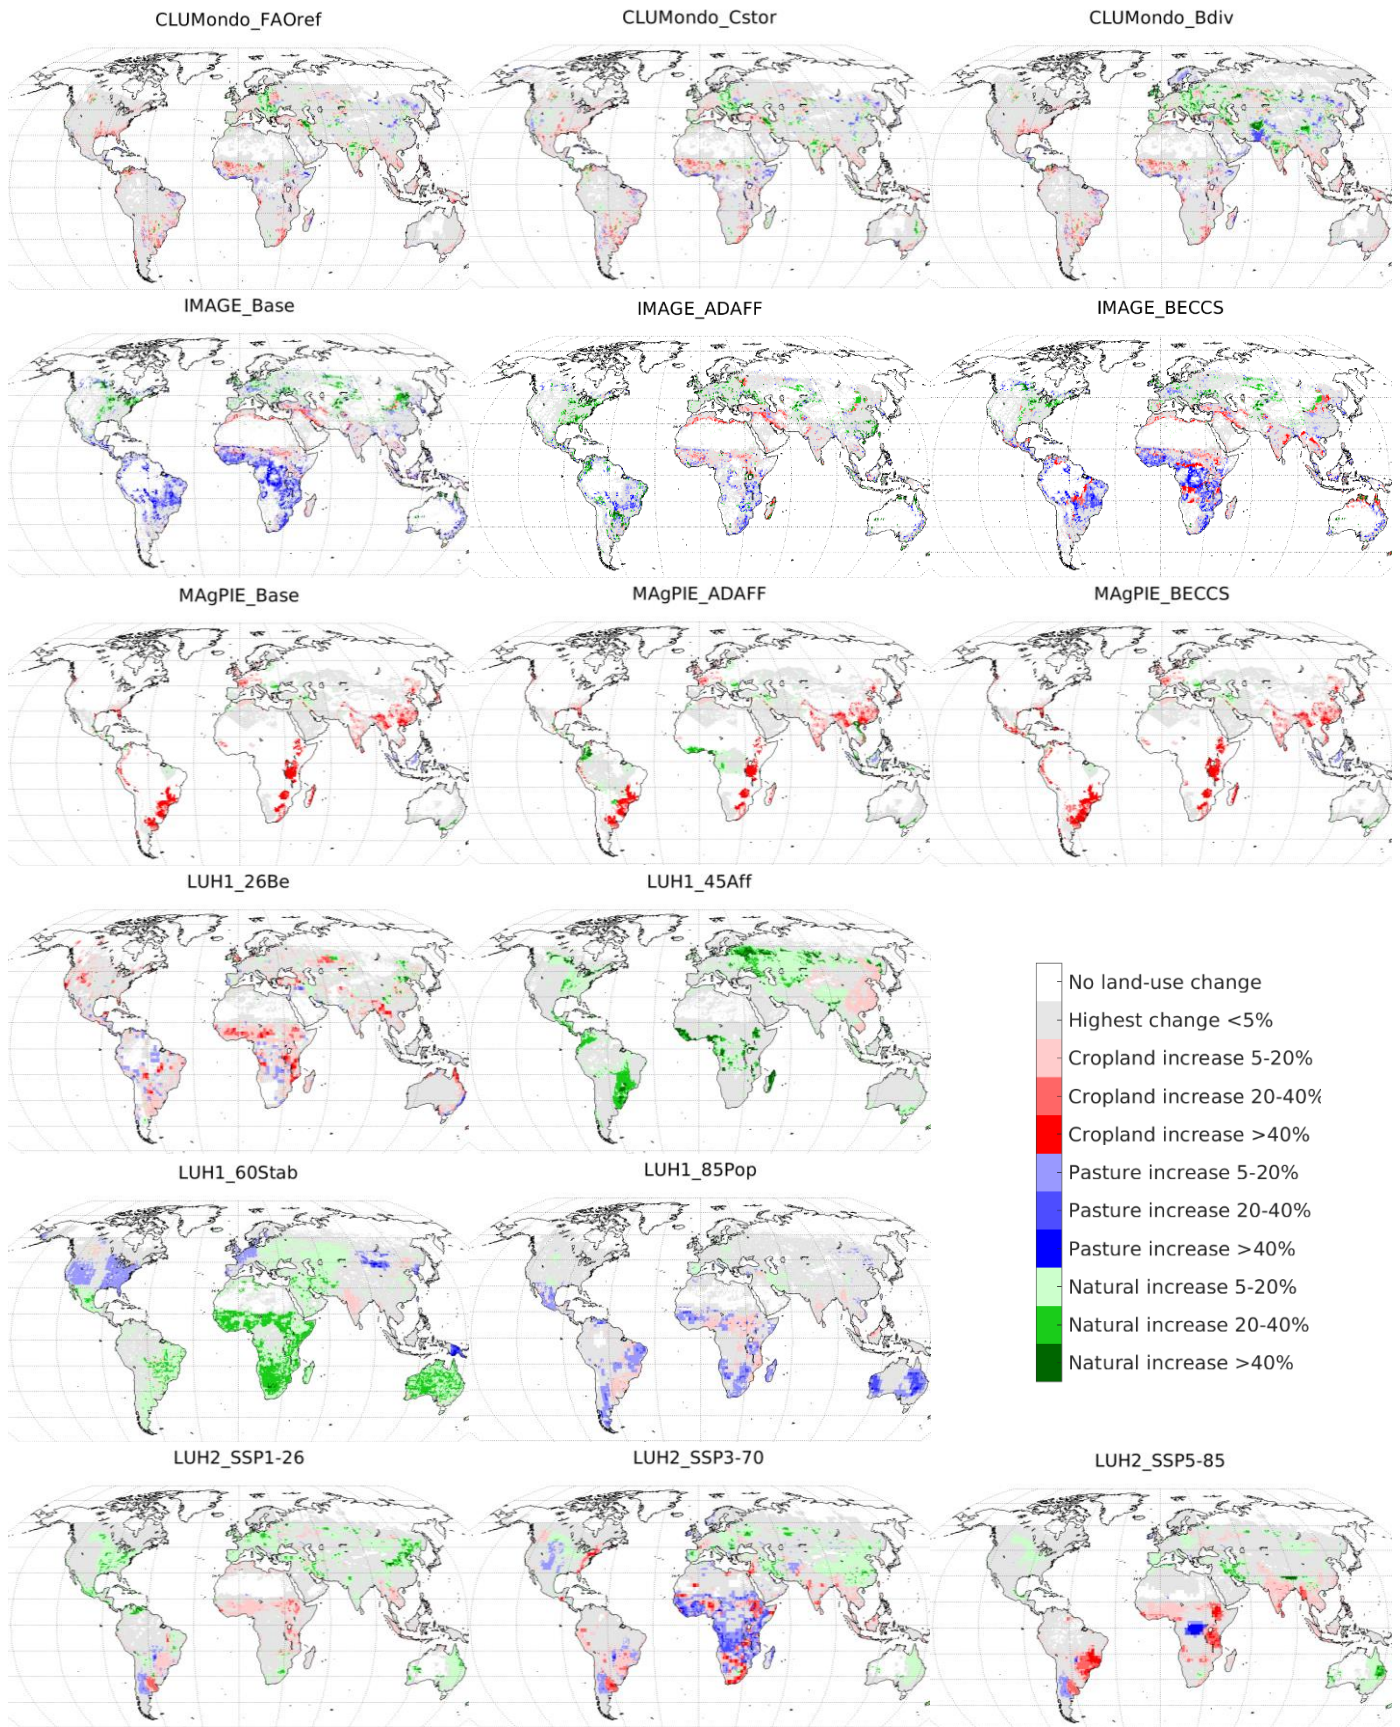 CLUMondo_FAOref
CLUMondo_Cstor
CLUMondo_Bdiv
IMAGE_Base
IMAGE_ADAFF
IMAGE_BECCS
MAgPIE_Base
MAgPIE_ADAFF
MAgPIE_BECCS
LUH1_26Be
LUH1_45Aff
No land-use change
Highest change <5%
Cropland increase 5-20%
Cropland increase 20-40%
Cropland increase >40%
Pasture increase 5-20%
Pasture increase 20-40%
Pasture increase >40%
Natural increase 5-20%
Natural increase 20-40%
Natural increase >40%
LUH1_60Stab
LUH1_85Pop
LUH2_SSP1-26
LUH2_SSP3-70
LUH2_SSP5-85